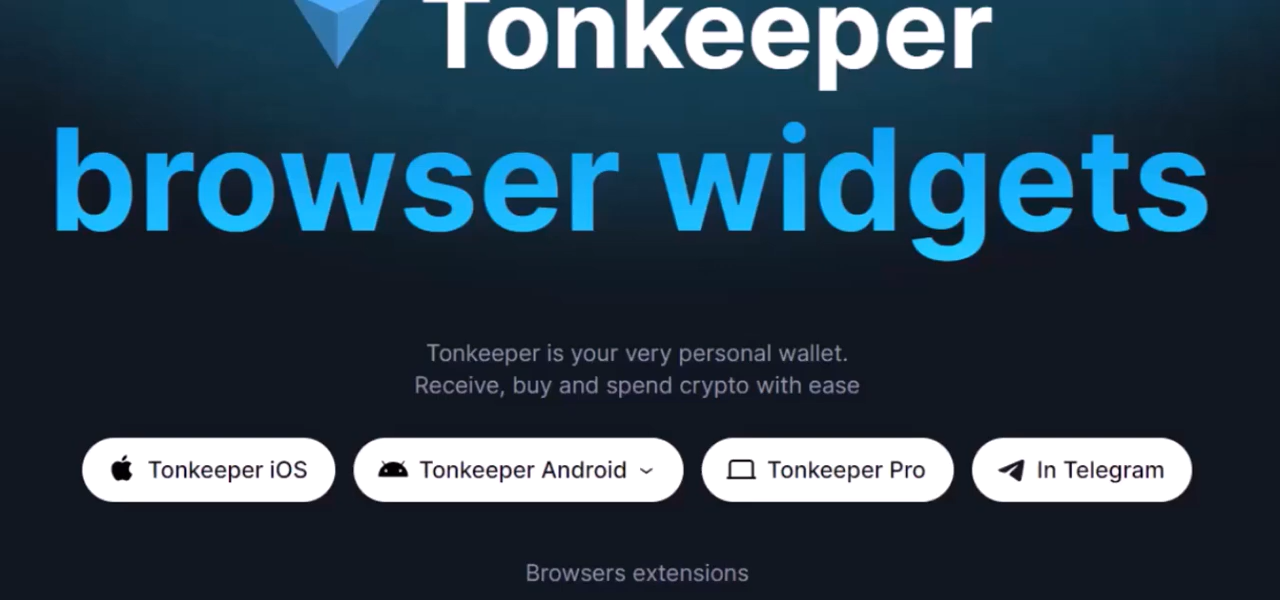 Tonkeeper
browser widgets
Tonkeeper is your very personal wallet.
Receive, buy and spend crypto with ease
Tonkeeper iOS
Tonkeeper Android
Tonkeeper Pro
In Telegram
Browsers extensions